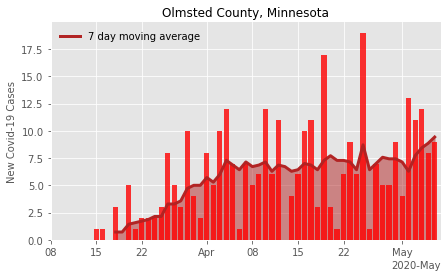 Olmsted County, Minnesota
7 day moving average
New Covid-19 Cases
17.5
15.0
12.5
10.0
7.5
5.0
2.5
0.0
08 15 22 Apr 08 15 22 May
2020-May